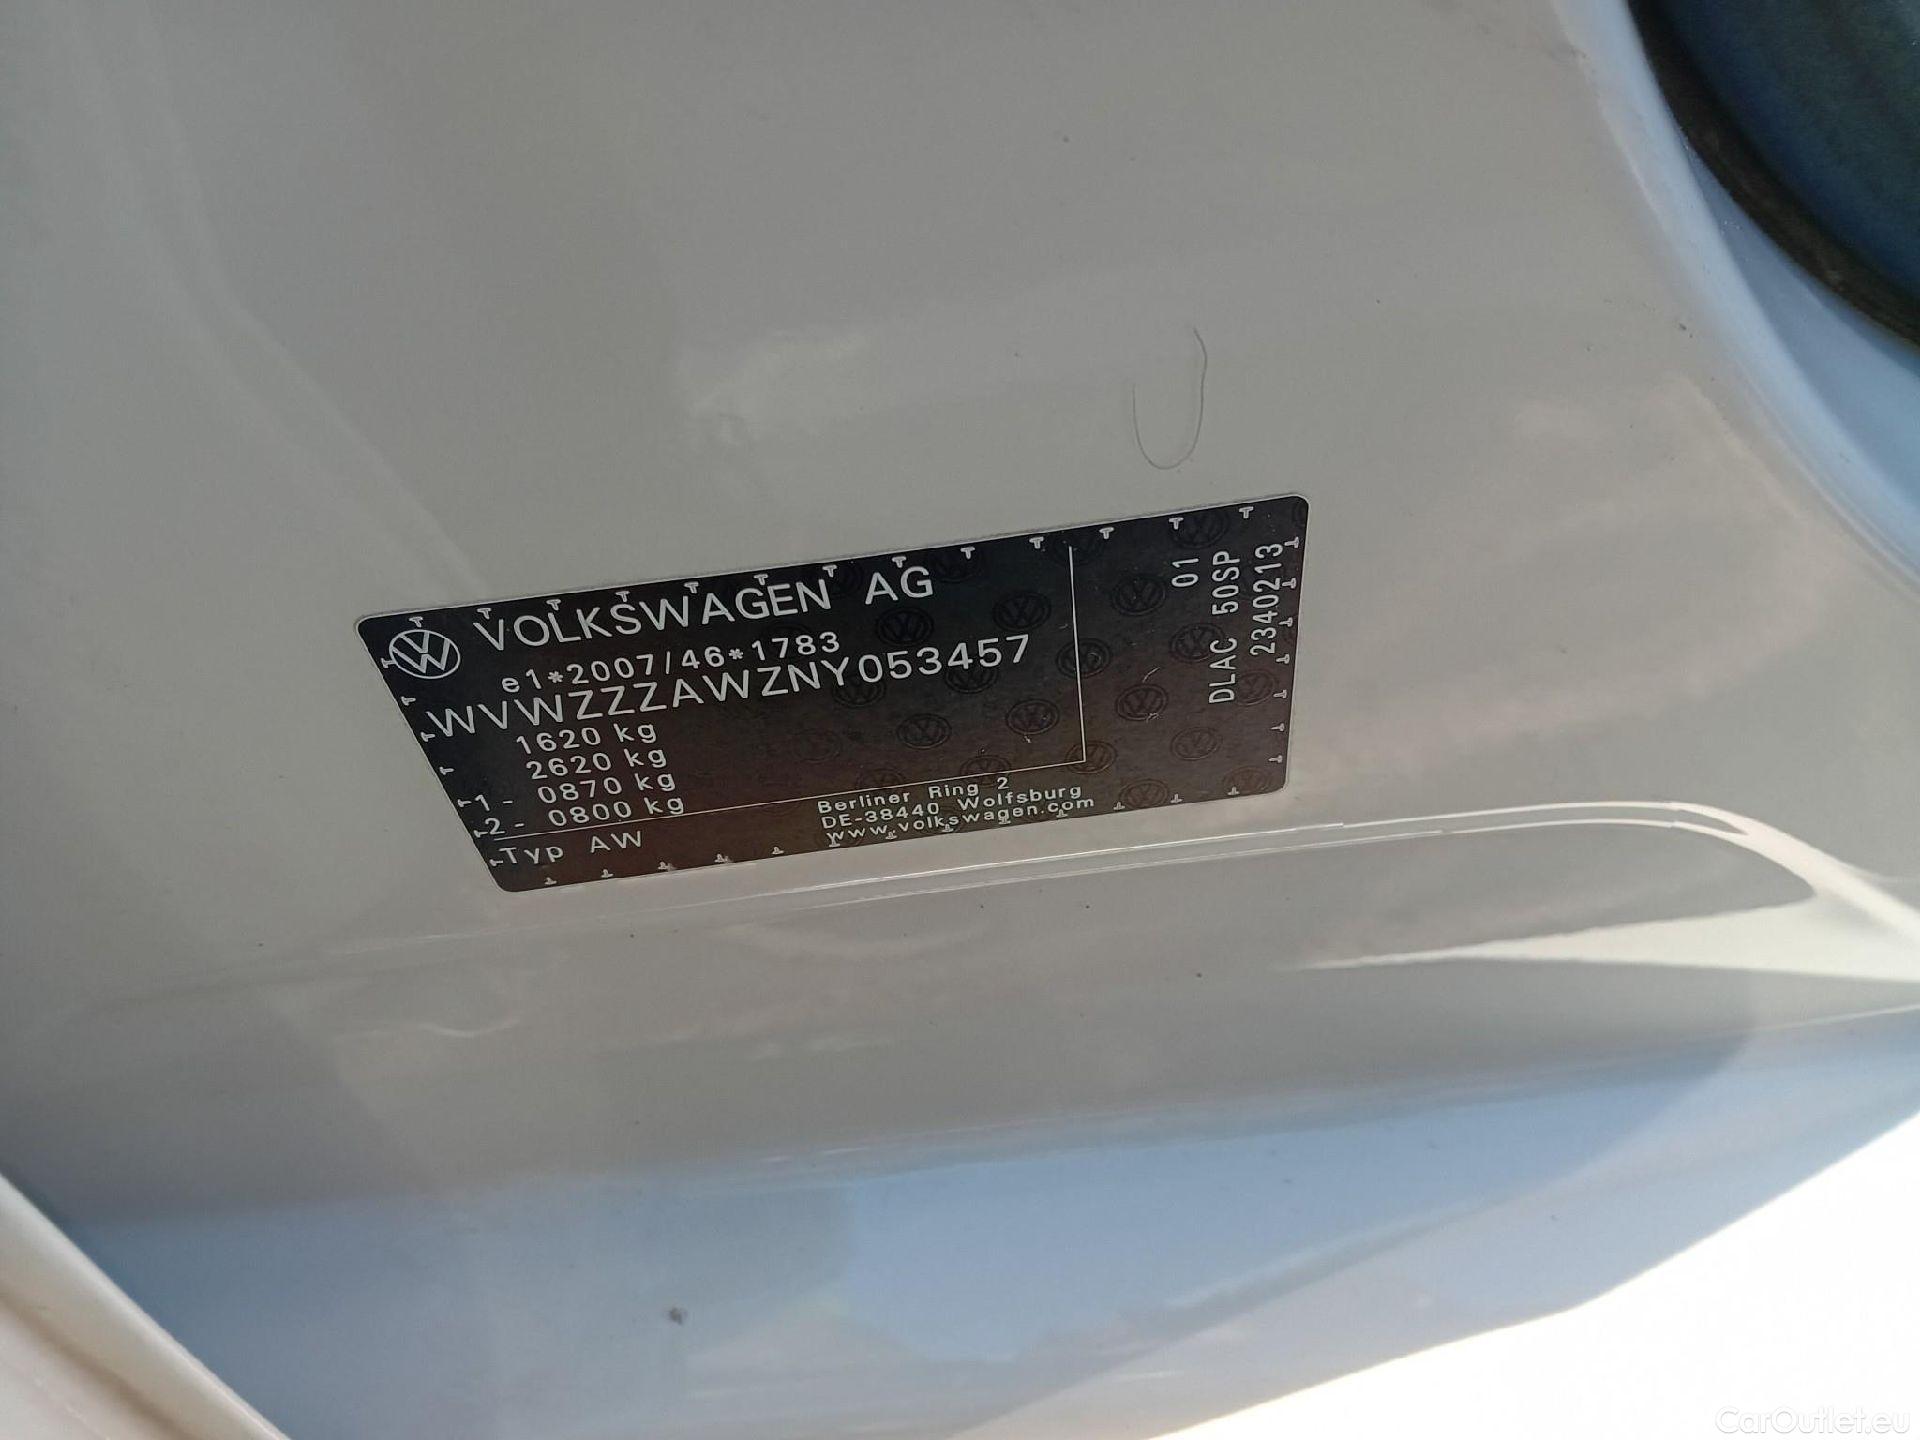 VOLKSWAGEN AG
e1*2007/46*1783
WVWZZZAWZNY053457
1620 kg
2620 kg
1- 0870 kg
2- 0800 kg
Typ AW
Berliner Ring 2
DE-38440 Wolfsburg
www.volkswagen.com
01
DLAC 50SP
2340213
CarOutlet.eu